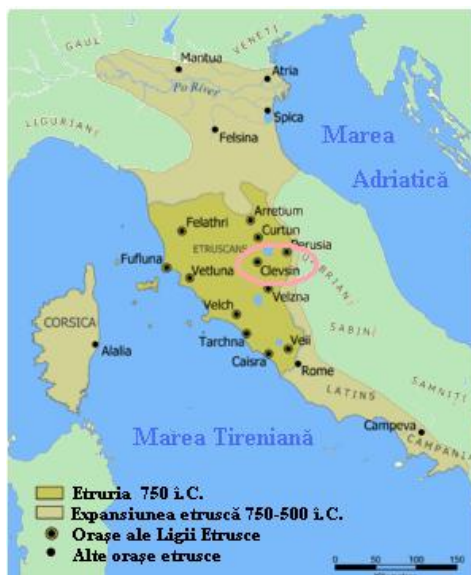 GAUL
VENETI
Mantua
Atria
Po River
Spica
LIGURIANI
Felsina
Marea
Adriatică
Arretium
Felathri
Curtun
ETRUSCANS
Perusia
UMBRIANI
Fufluna
Clevsin
Vetluna
Velzna
CORSICA
Velch
SABINI
Alalia
Tarchna
Veii
Caisra
Rome
SAMNITI
LATINS
Campeva
CAMPANI
Marea Tireniană
Etruria 750 î.C.
Expansiunea etruscă 750-500 î.C.
Orașe ale Ligii Etrusce
Alte orașe etrusce
0 50 100 150